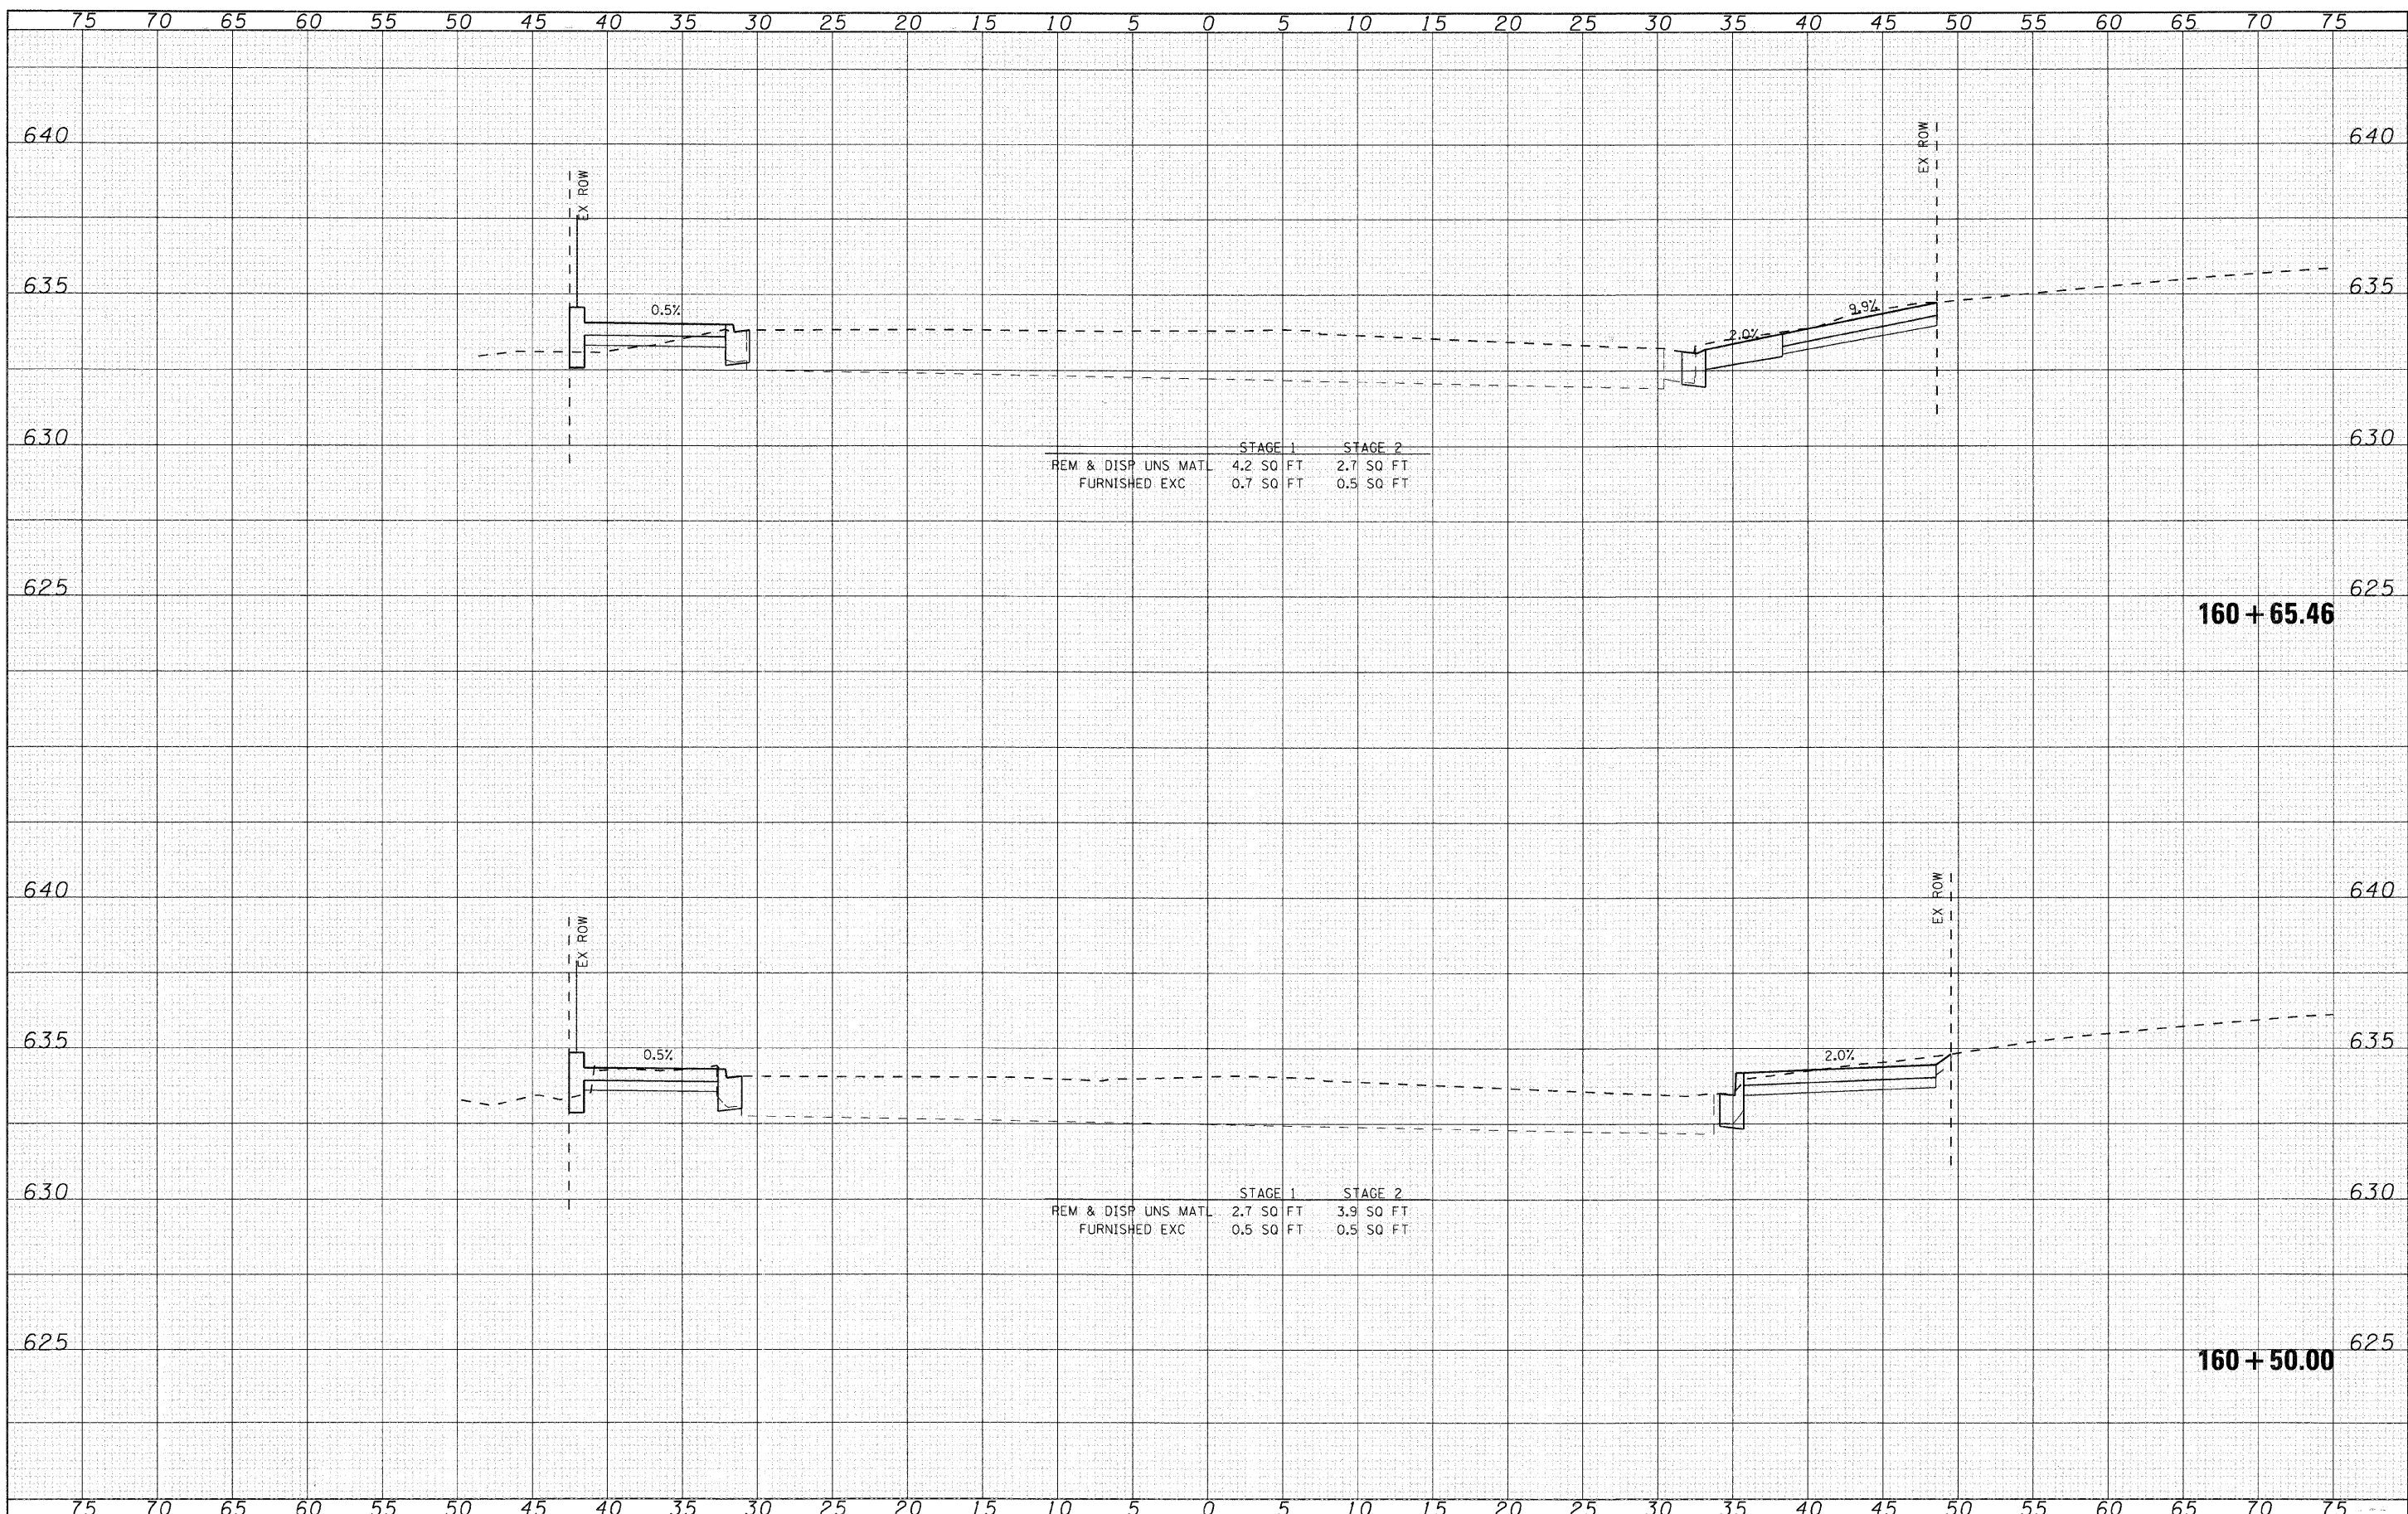 75 70 65 60 55 50 45 40 35 30 25 20 15 10 5 0 5 10 15 20 25 30 35 40 45 50 55 60 65 70 75
640 EX ROW EX ROW 640
635 0.5% 2.0% 9.9% 635
630 630
STAGE 1 STAGE 2
REM & DISP UNS MATL 4.2 SQ FT 2.7 SQ FT
FURNISHED EXC 0.7 SQ FT 0.5 SQ FT
625 625
160 + 65.46
640 EX ROW EX ROW 640
635 0.5% 2.0% 635
630 630
STAGE 1 STAGE 2
REM & DISP UNS MATL 2.7 SQ FT 3.9 SQ FT
FURNISHED EXC 0.5 SQ FT 0.5 SQ FT
625 625
160 + 50.00
75 70 65 60 55 50 45 40 35 30 25 20 15 10 5 0 5 10 15 20 25 30 35 40 45 50 55 60 65 70 75